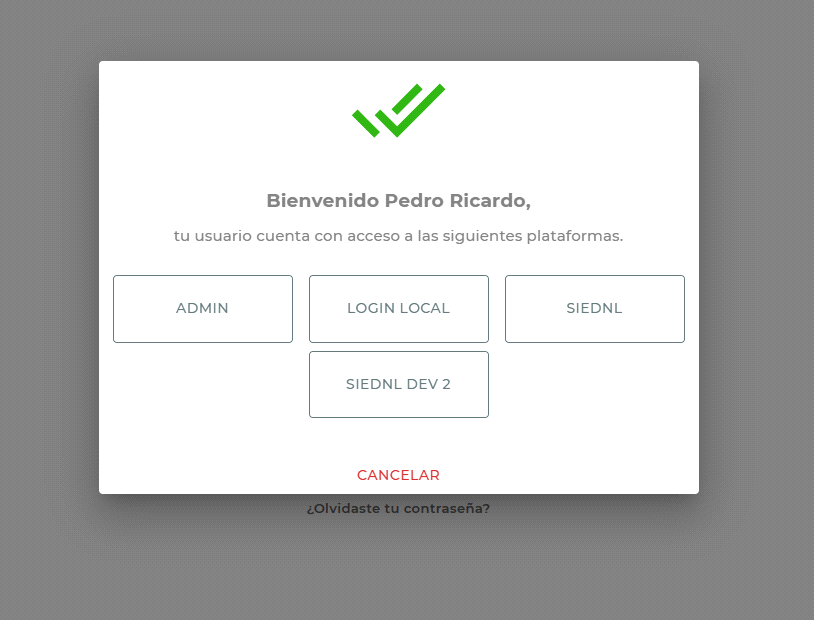 Bienvenido Pedro Ricardo,
tu usuario cuenta con acceso a las siguientes plataformas.
ADMIN
LOGIN LOCAL
SIEDNL
SIEDNL DEV 2
CANCELAR
¿Olvidaste tu contraseña?